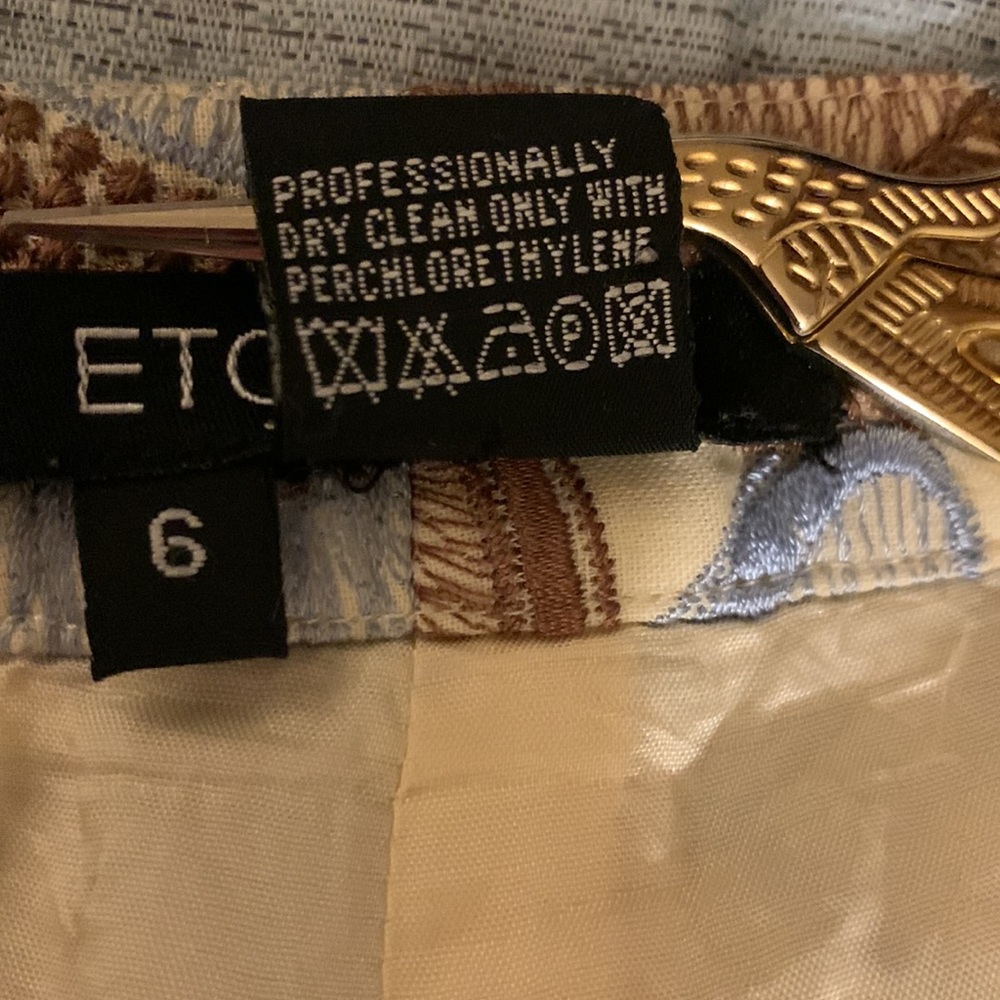 PROFESSIONALLY
DRY CLEAN ONLY WITH
PERCHLORETHYLENE
P
ETC
6